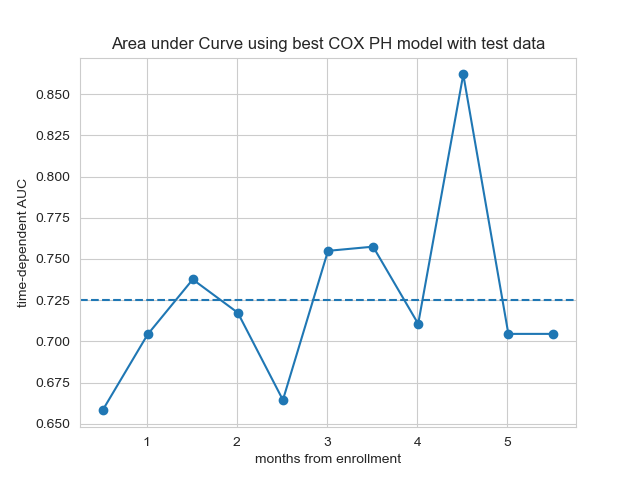 Area under Curve using best COX PH model with test data
time-dependent AUC
0.850
0.825
0.800
0.775
0.750
0.725
0.700
0.675
0.650
1 2 3 4 5
months from enrollment